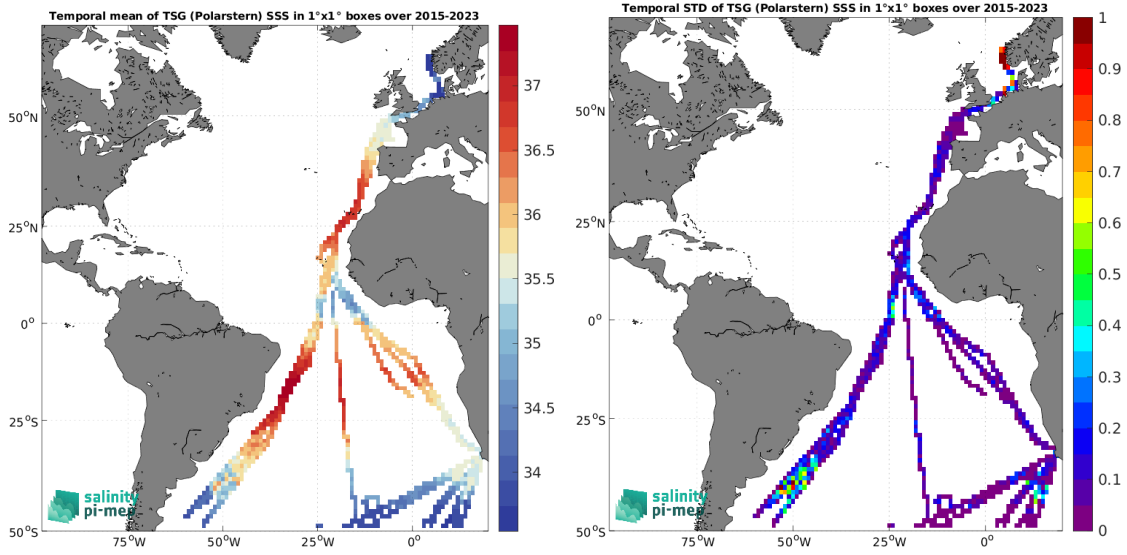 Temporal mean of TSG (Polarstern) SSS in 1°x1° boxes over 2015-2023
50°N
25°N
0°
25°S
50°S
75°W
50°W
25°W
0°
37
36.5
36
35.5
35
34.5
34
salinity
pi-mep
Temporal STD of TSG (Polarstern) SSS in 1°x1° boxes over 2015-2023
50°N
25°N
0°
25°S
50°S
75°W
50°W
25°W
0°
1
0.9
0.8
0.7
0.6
0.5
0.4
0.3
0.2
0.1
0
salinity
pi-mep